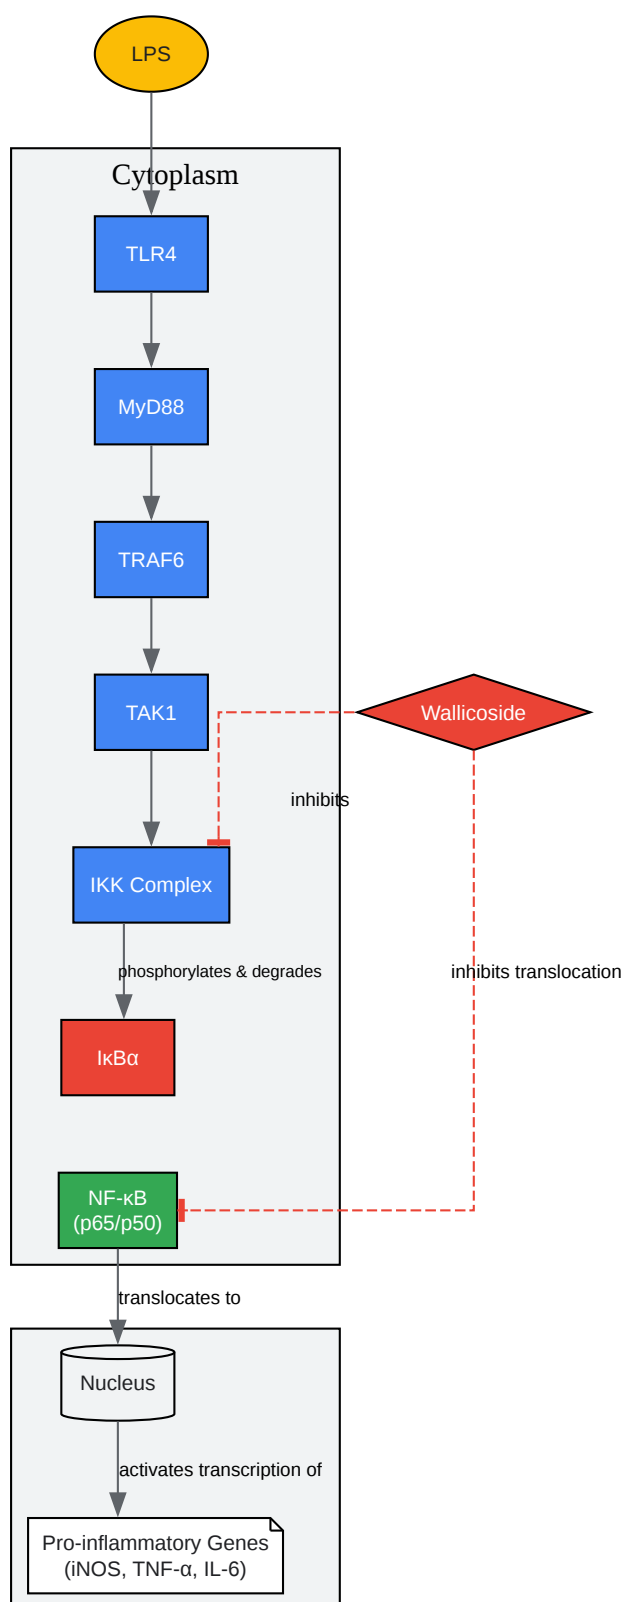 LPS
Cytoplasm
TLR4
MyD88
TRAF6
TAK1
Wallicoside
inhibits
IKK Complex
phosphorylates & degrades
inhibits translocation
IκBα
NF-κB
(p65/p50)
translocates to
Nucleus
activates transcription of
Pro-inflammatory Genes
(iNOS, TNF-α, IL-6)